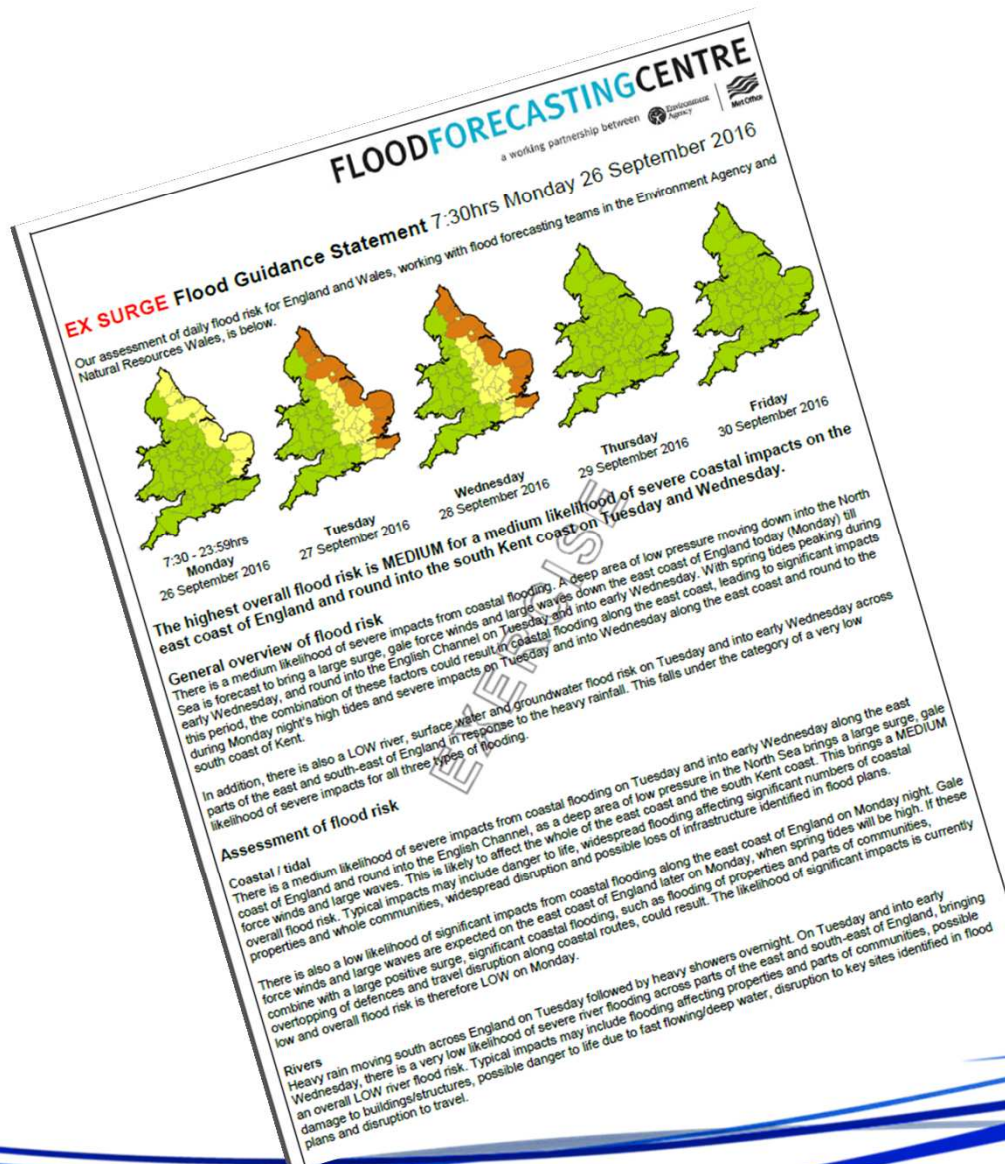 FLOODFORECASTINGCENTRE
a working partnership between Environment Agency Met Office
EX SURGE Flood Guidance Statement 7:30hrs Monday 26 September 2016
Our assessment of daily flood risk for England and Wales, working with flood forecasting teams in the Environment Agency and
Natural Resources Wales, is below.
7:30 - 23:59hrs
Monday
26 September 2016
Tuesday
27 September 2016
Wednesday
28 September 2016
Thursday
29 September 2016
Friday
30 September 2016
The highest overall flood risk is MEDIUM for a medium likelihood of severe coastal impacts on the
east coast of England and round into the south Kent coast on Tuesday and Wednesday.
General overview of flood risk
There is a medium likelihood of severe impacts from coastal flooding. A deep area of low pressure moving down into the North
Sea is forecast to bring a large surge, gale force winds and large waves down the east coast of England today (Monday) till
early Wednesday, and round into the English Channel on Tuesday and into early Wednesday. With spring tides peaking during
this period, the combination of these factors could result in coastal flooding along the east coast, leading to significant impacts
during Monday night's high tides and severe impacts on Tuesday and into Wednesday along the east coast and round to the
south coast of Kent.
In addition, there is also a LOW river, surface water and groundwater flood risk on Tuesday and into early Wednesday across
parts of the east and south-east of England in response to the heavy rainfall. This falls under the category of a very low
likelihood of severe impacts for all three types of flooding.
EXERCISE
Assessment of flood risk
Coastal / tidal
There is a medium likelihood of severe impacts from coastal flooding on Tuesday and into early Wednesday along the east
coast of England and round into the English Channel, as a deep area of low pressure in the North Sea brings a large surge, gale
force winds and large waves. This is likely to affect the whole of the east coast and the south Kent coast. This brings a MEDIUM
overall flood risk. Typical impacts may include danger to life, widespread flooding affecting significant numbers of coastal
properties and whole communities, widespread disruption and possible loss of infrastructure identified in flood plans.
There is also a low likelihood of significant impacts from coastal flooding along the east coast of England on Monday night. Gale
force winds and large waves are expected on the east coast of England later on Monday, when spring tides will be high. If these
combine with a large positive surge, significant coastal flooding, such as flooding of properties and parts of communities,
overtopping of defences and travel disruption along coastal routes, could result. The likelihood of significant impacts is currently
low and overall flood risk is therefore LOW on Monday.
Rivers
Heavy rain moving south across England on Tuesday followed by heavy showers overnight. On Tuesday and into early
Wednesday, there is a very low likelihood of severe river flooding across parts of the east and south-east of England, bringing
an overall LOW river flood risk. Typical impacts may include flooding affecting properties and parts of communities, possible
damage to buildings/structures, possible danger to life due to fast flowing/deep water, disruption to key sites identified in flood
plans and disruption to travel.